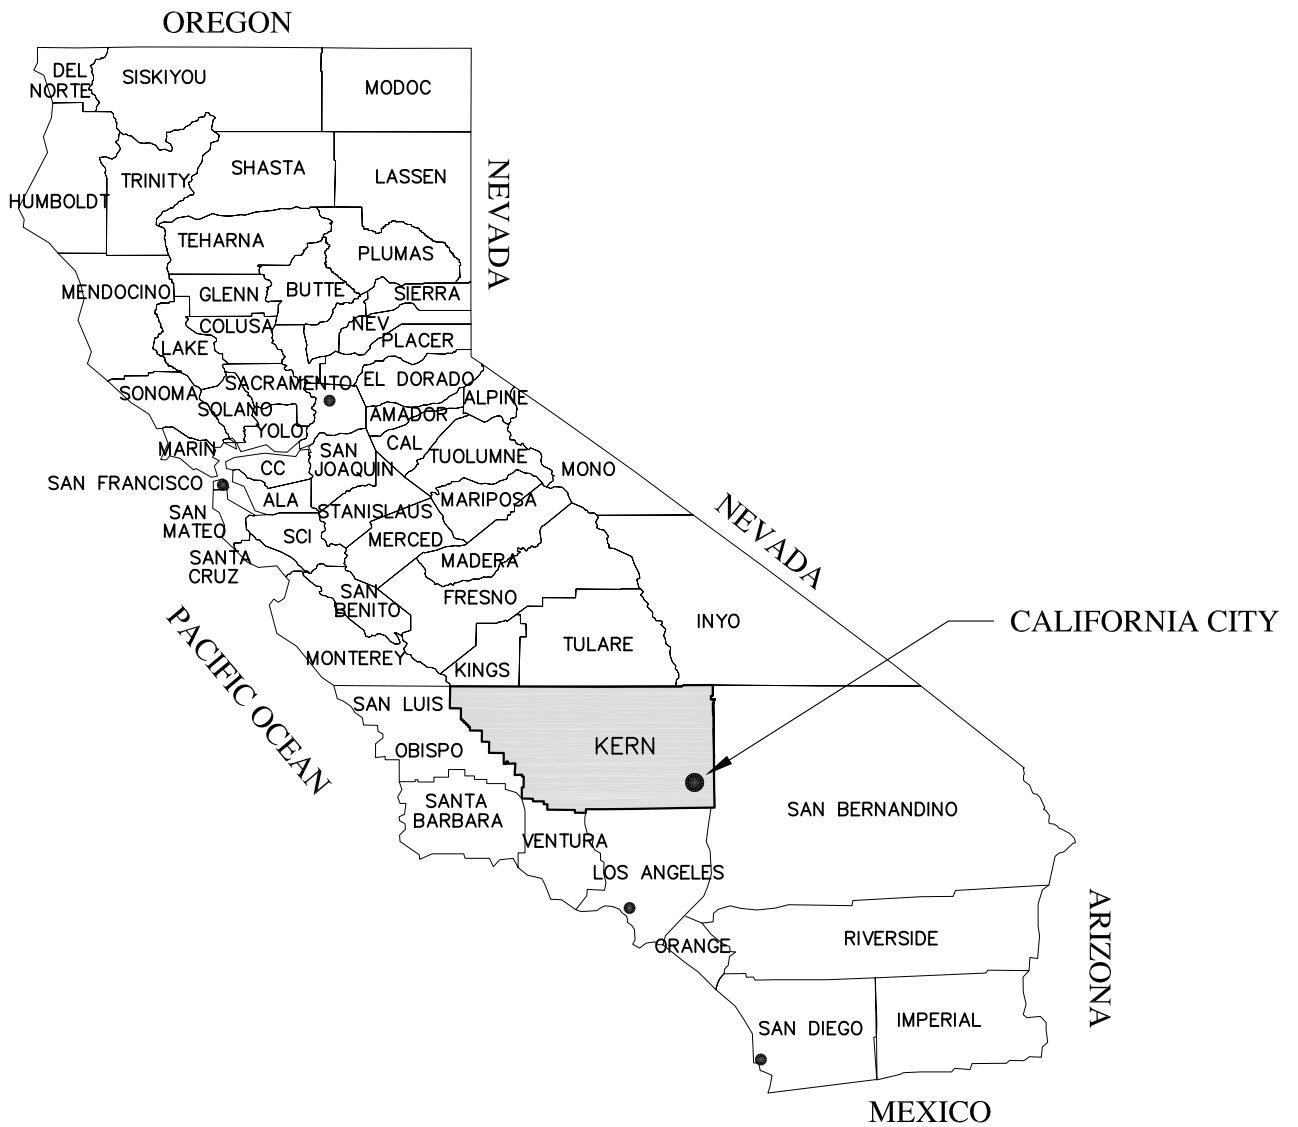 OREGON
DEL
NORTE
SISKIYOU
MODOC
HUMBOLDT
TRINITY
SHASTA
LASSEN
NEVADA
TEHARNA
PLUMAS
MENDOCINO
GLENN
BUTTE
SIERRA
COLUSA
NEV
LAKE
PLACER
SONOMA
SACRAMENTO
EL DORADO
SOLANO
AMADOR
ALPINE
YOLO
MARIN
SAN
JOAQUIN
CAL
TUOLUMNE
CC
MONO
SAN FRANCISCO
ALA
STANISLAUS
MARIPOSA
SAN
MATEO
SCI
MERCED
NEVADA
SANTA
CRUZ
MADERA
SAN
BENITO
FRESNO
INYO
CALIFORNIA CITY
PACIFIC OCEAN
MONTEREY
KINGS
TULARE
SAN LUIS
OBISPO
KERN
SANTA
BARBARA
SAN BERNANDINO
VENTURA
LOS ANGELES
ORANGE
RIVERSIDE
ARIZONA
SAN DIEGO
IMPERIAL
MEXICO